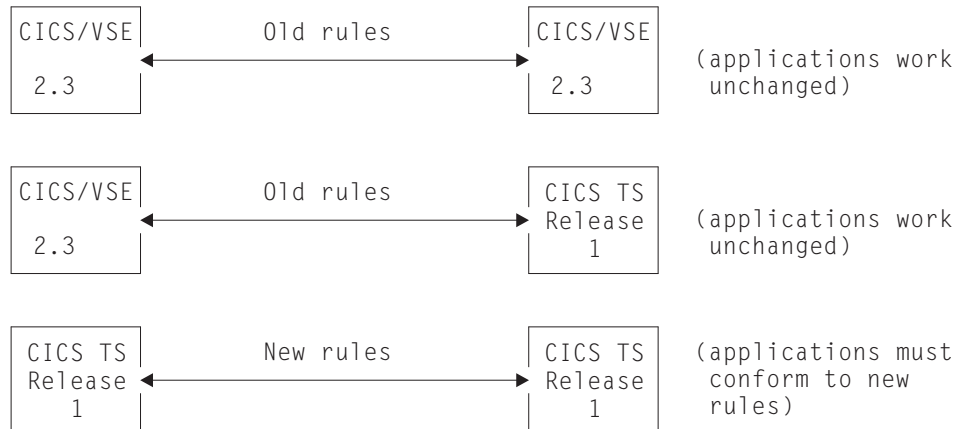 CICS/VSE Old rules CICS/VSE
2.3 2.3
(applications work
unchanged)
CICS/VSE Old rules CICS TS
Release
2.3 1
(applications work
unchanged)
CICS TS New rules CICS TS
Release Release
1 1
(applications must
conform to new
rules)